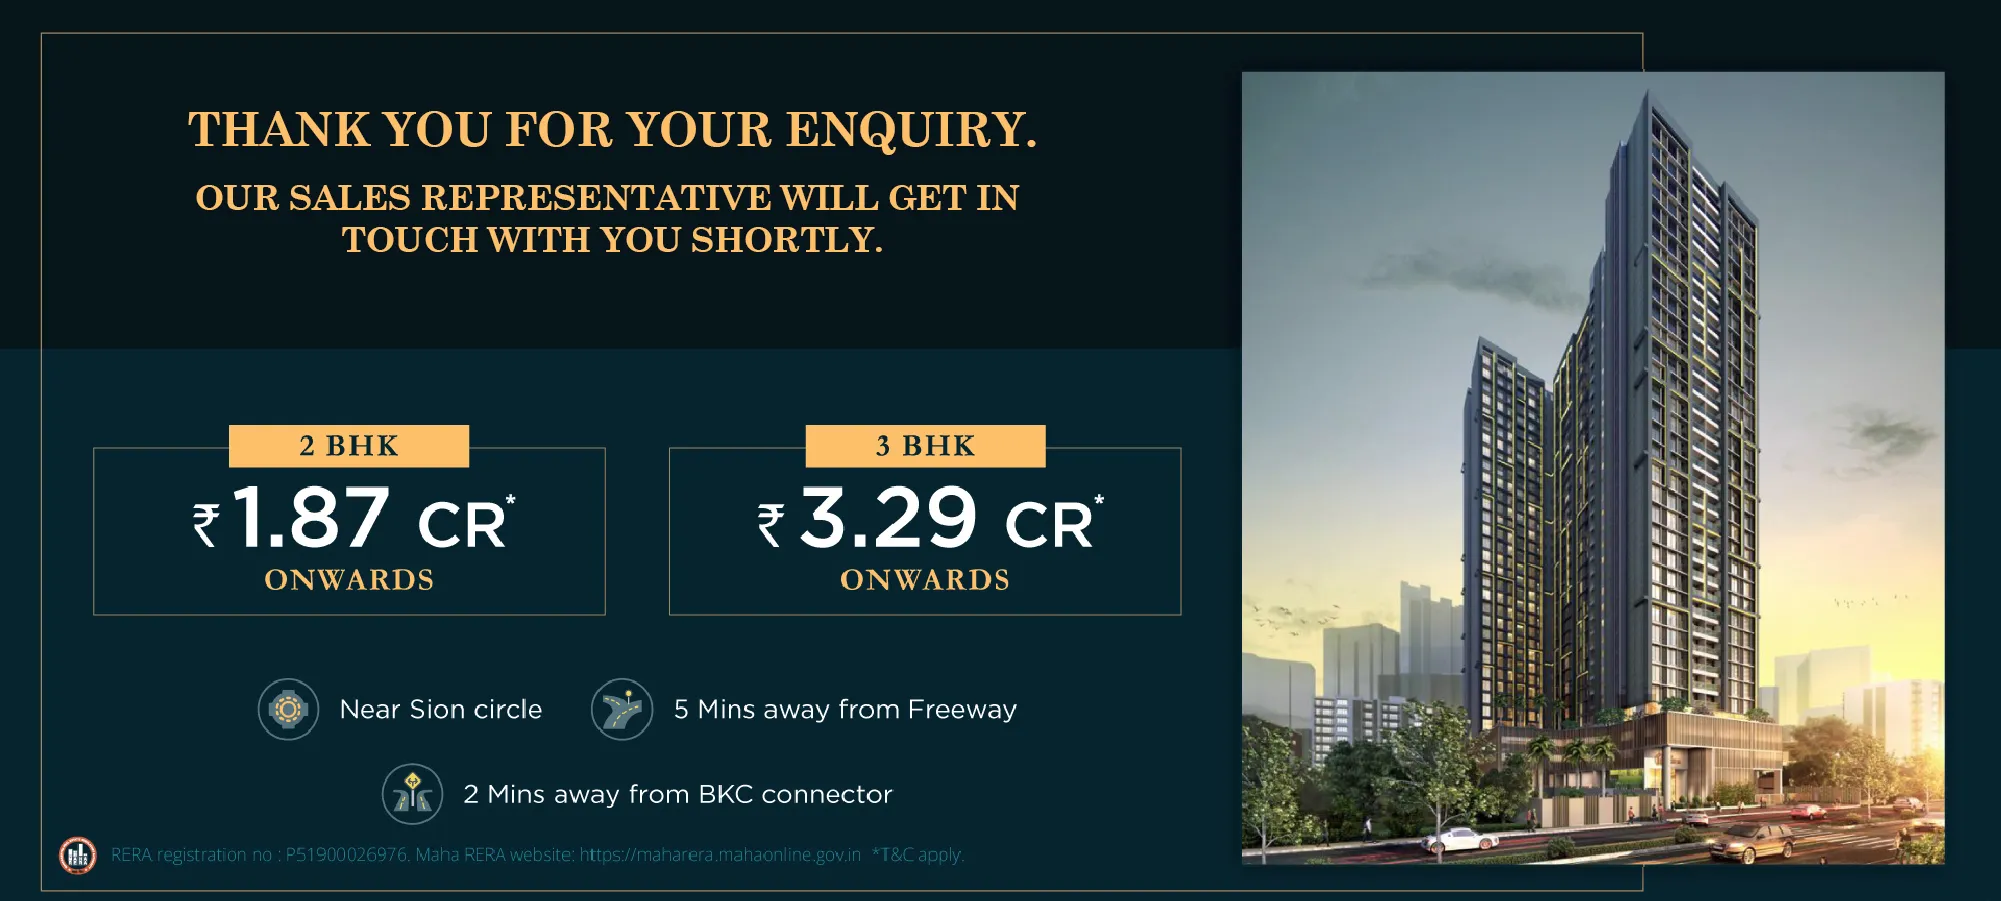 THANK YOU FOR YOUR ENQUIRY.
OUR SALES REPRESENTATIVE WILL GET IN
TOUCH WITH YOU SHORTLY.
2 BHK
₹ 1.87 CR*
ONWARDS
3 BHK
₹ 3.29 CR*
ONWARDS
Near Sion circle
5 Mins away from Freeway
2 Mins away from BKC connector
RERA registration no : P51900026976. Maha RERA website: https://maharera.mahaonline.gov.in *T&C apply.